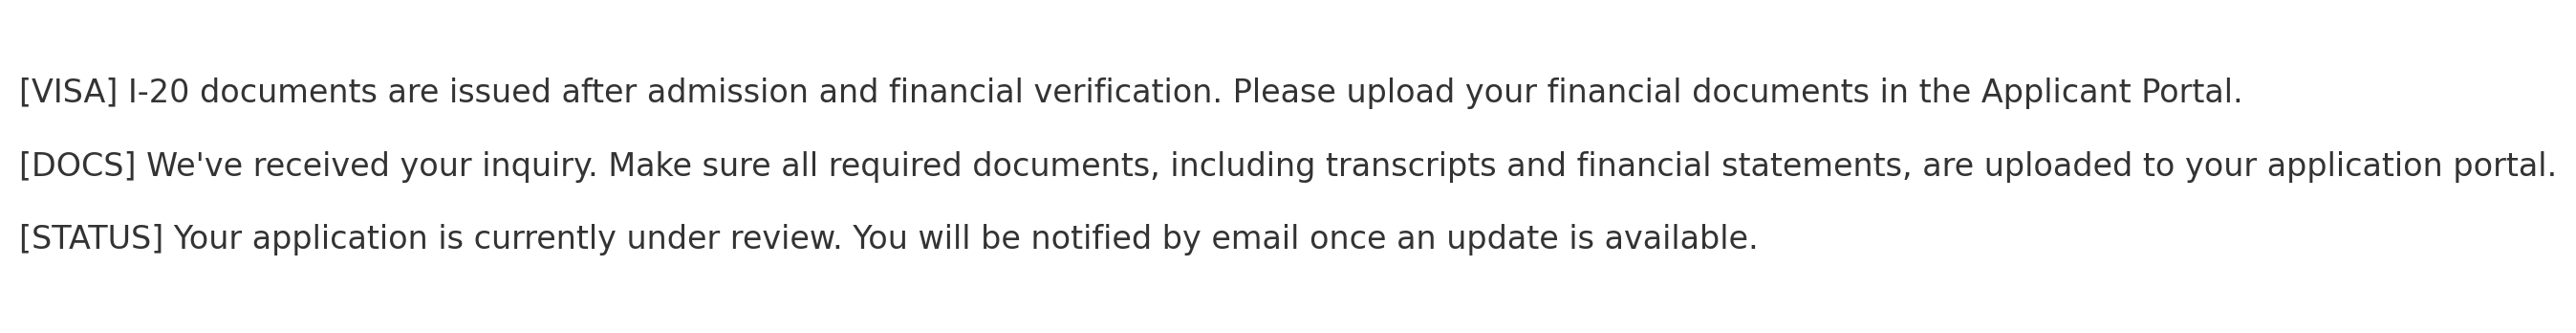 [VISA] I-20 documents are issued after admission and financial verification. Please upload your financial documents in the Applicant Portal.
[DOCS] We've received your inquiry. Make sure all required documents, including transcripts and financial statements, are uploaded to your application portal.
[STATUS] Your application is currently under review. You will be notified by email once an update is available.